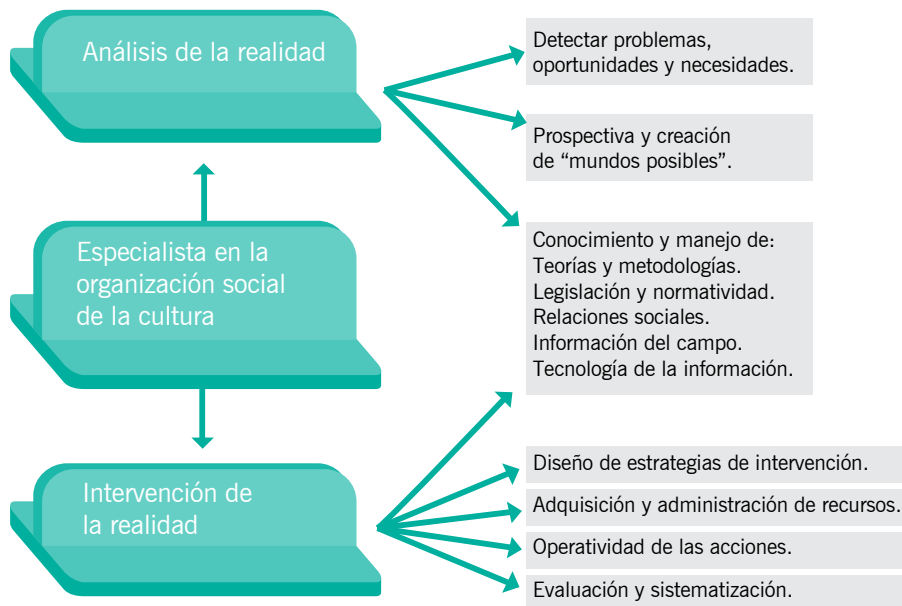 Análisis de la realidad
Detectar problemas,
oportunidades y necesidades.
Prospectiva y creación
de “mundos posibles”.
Especialista en la
organización social
de la cultura
Conocimiento y manejo de:
Teorías y metodologías.
Legislación y normatividad.
Relaciones sociales.
Información del campo.
Tecnología de la información.
Intervención de
la realidad
Diseño de estrategias de intervención.
Adquisición y administración de recursos.
Operatividad de las acciones.
Evaluación y sistematización.